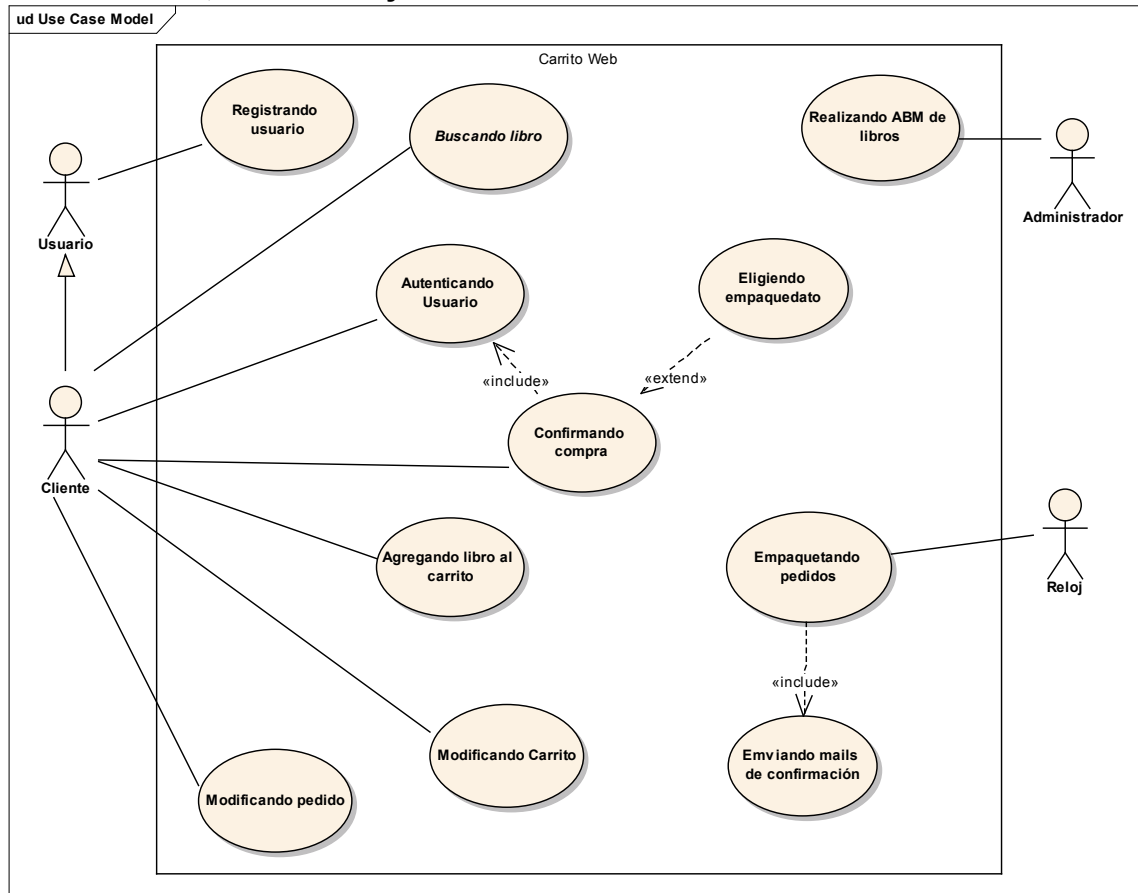 ud Use Case Model
Carrito Web
Registrando
usuario
Buscando libro
Realizando ABM de
libros
Usuario
Administrador
Autenticando
Usuario
Eligiendo
empaquedato
«include»
«extend»
Confirmando
compra
Cliente
Agregando libro al
carrito
Empaquetando
pedidos
Reloj
«include»
Modificando Carrito
Emviando mails
de confirmación
Modificando pedido